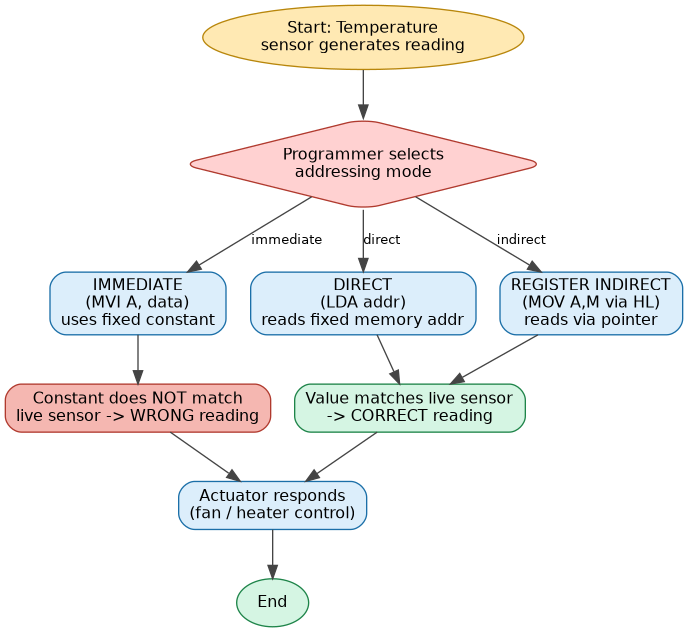 Start: Temperature
sensor generates reading
Programmer selects
addressing mode
immediate
direct
indirect
IMMEDIATE
(MVI A, data)
uses fixed constant
DIRECT
(LDA addr)
reads fixed memory addr
REGISTER INDIRECT
(MOV A,M via HL)
reads via pointer
Constant does NOT match
live sensor -> WRONG reading
Value matches live sensor
-> CORRECT reading
Actuator responds
(fan / heater control)
End